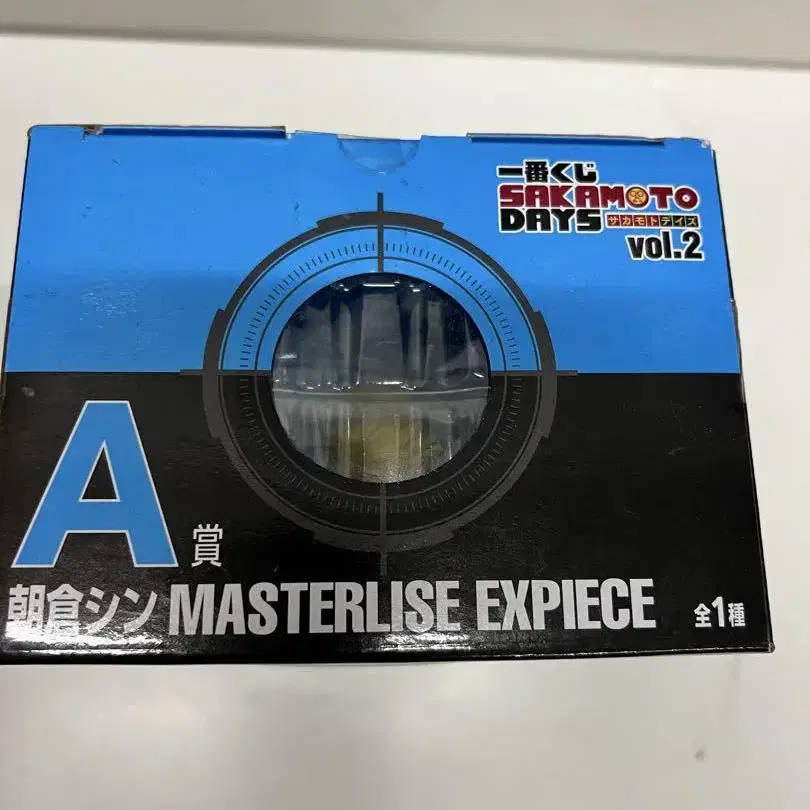 一番くじ
SAKAMOTO
DAYS サカモトデイズ
vol.2
A賞
朝倉シン MASTERLISE EXPIECE 全1種